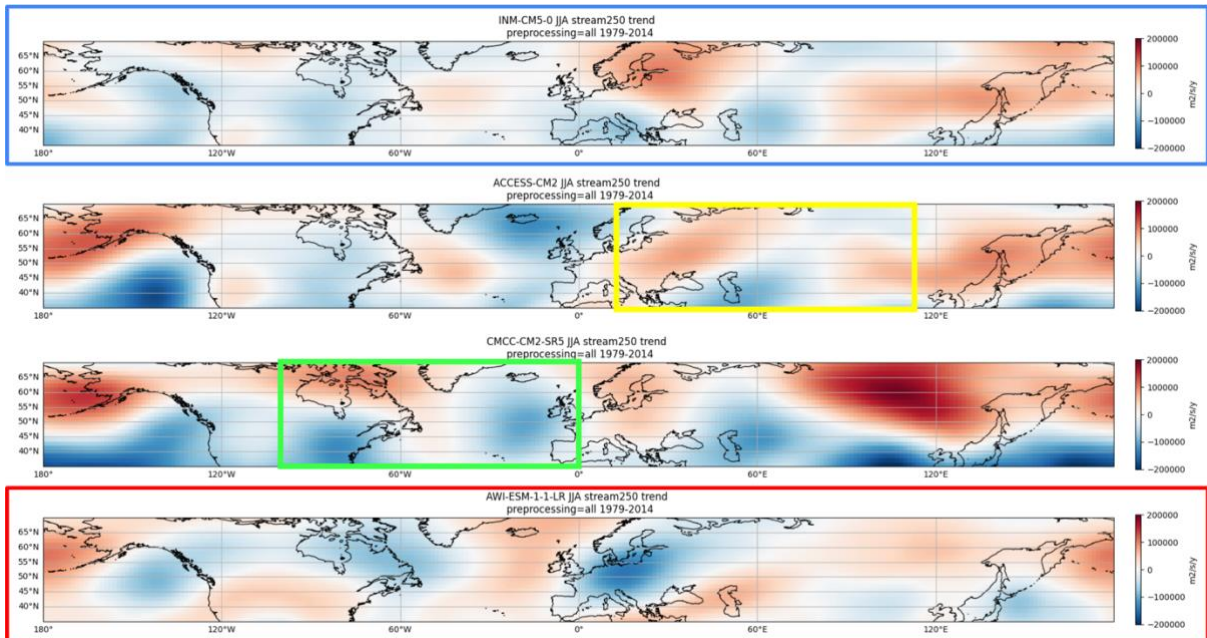 INM-CM5-0 JJA stream250 trend
preprocessing=all 1979-2014
65°N
55°N
50°N
40°N
180°
120°W
60°W
0°
60°E
120°E
200000
100000
0
−100000
−200000
m2/s/y
ACCESS-CM2 JJA stream250 trend
preprocessing=all 1979-2014
65°N
60°N
55°N
50°N
45°N
40°N
180°
120°W
60°W
0°
60°E
120°E
200000
100000
0
−100000
−200000
m2/s/y
CMCC-CM2-SR5 JJA stream250 trend
preprocessing=all 1979-2014
65°N
60°N
55°N
50°N
45°N
40°N
180°
120°W
60°W
0°
60°E
120°E
200000
100000
0
−100000
−200000
m2/s/y
AWI-ESM-1-1-LR JJA stream250 trend
preprocessing=all 1979-2014
65°N
60°N
55°N
50°N
45°N
40°N
180°
120°W
60°W
0°
60°E
120°E
200000
100000
0
−100000
−200000
m2/s/y